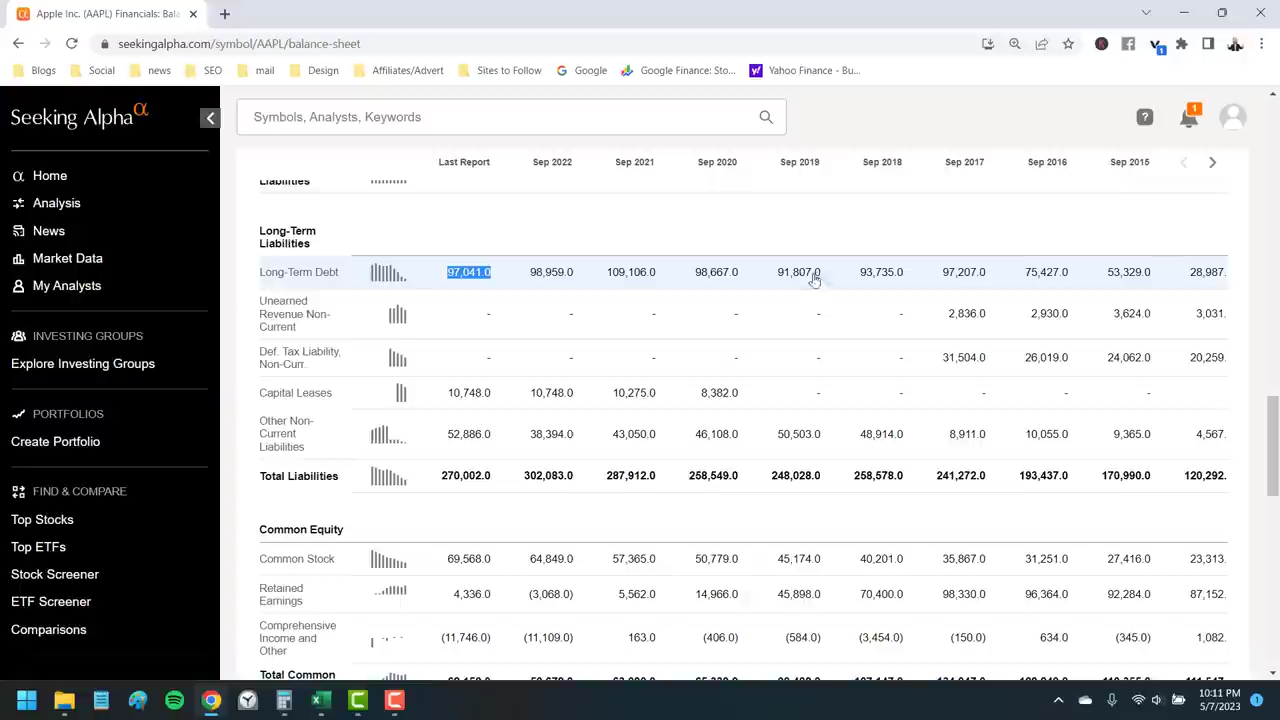 Apple Inc. (AAPL) Financials: Bala
seekingalpha.com/symbol/AAPL/balance-sheet
Blogs Social news SEO mail Design Affiliates/Advert Sites to Follow Google Google Finance: Sto... Yahoo Finance - Bu...
Seeking Alpha α
Symbols, Analysts, Keywords
1
Home
Analysis
News
Market Data
My Analysts
INVESTING GROUPS
Explore Investing Groups
PORTFOLIOS
Create Portfolio
FIND & COMPARE
Top Stocks
Top ETFs
Stock Screener
ETF Screener
Comparisons
Last Report Sep 2022 Sep 2021 Sep 2020 Sep 2019 Sep 2018 Sep 2017 Sep 2016 Sep 2015
Liabilities
Long-Term
Liabilities
Long-Term Debt 97,041.0 98,959.0 109,106.0 98,667.0 91,807.0 93,735.0 97,207.0 75,427.0 53,329.0 28,987.
Unearned
Revenue Non- - - - - - - 2,836.0 2,930.0 3,624.0 3,031.
Current
Def. Tax Liability,
Non-Curr. - - - - - - 31,504.0 26,019.0 24,062.0 20,259.
Capital Leases 10,748.0 10,748.0 10,275.0 8,382.0 - - - - -
Other Non-
Current 52,886.0 38,394.0 43,050.0 46,108.0 50,503.0 48,914.0 8,911.0 10,055.0 9,365.0 4,567.
Liabilities
Total Liabilities 270,002.0 302,083.0 287,912.0 258,549.0 248,028.0 258,578.0 241,272.0 193,437.0 170,990.0 120,292.
Common Equity
Common Stock 69,568.0 64,849.0 57,365.0 50,779.0 45,174.0 40,201.0 35,867.0 31,251.0 27,416.0 23,313.
Retained
Earnings 4,336.0 (3,068.0) 5,562.0 14,966.0 45,898.0 70,400.0 98,330.0 96,364.0 92,284.0 87,152.
Comprehensive
Income and (11,746.0) (11,109.0) 163.0 (406.0) (584.0) (3,454.0) (150.0) 634.0 (345.0) 1,082.
Other
Total Common
10:11 PM
5/7/2023